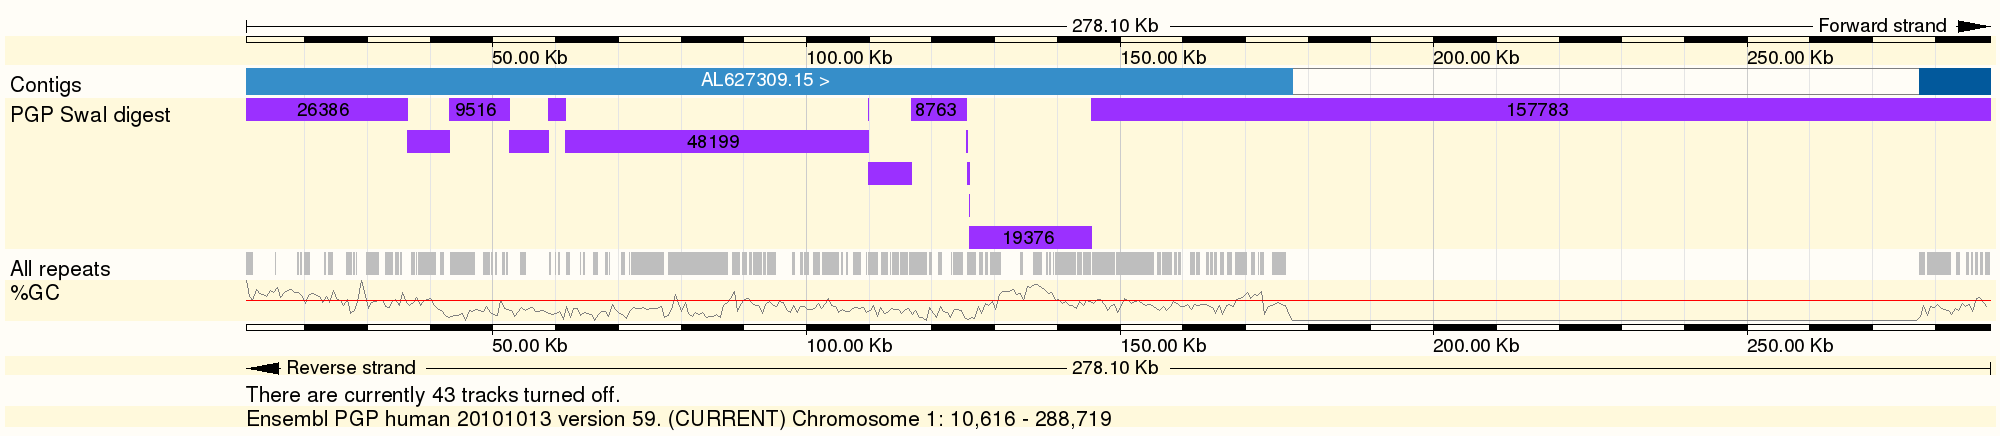 278.10 Kb Forward strand
50.00 Kb 100.00 Kb 150.00 Kb 200.00 Kb 250.00 Kb
Contigs AL627309.15 >
PGP SwaI digest 26386 9516 8763 157783
48199
19376
All repeats
%GC
50.00 Kb 100.00 Kb 150.00 Kb 200.00 Kb 250.00 Kb
Reverse strand 278.10 Kb
There are currently 43 tracks turned off.
Ensembl PGP human 20101013 version 59. (CURRENT) Chromosome 1: 10,616 - 288,719